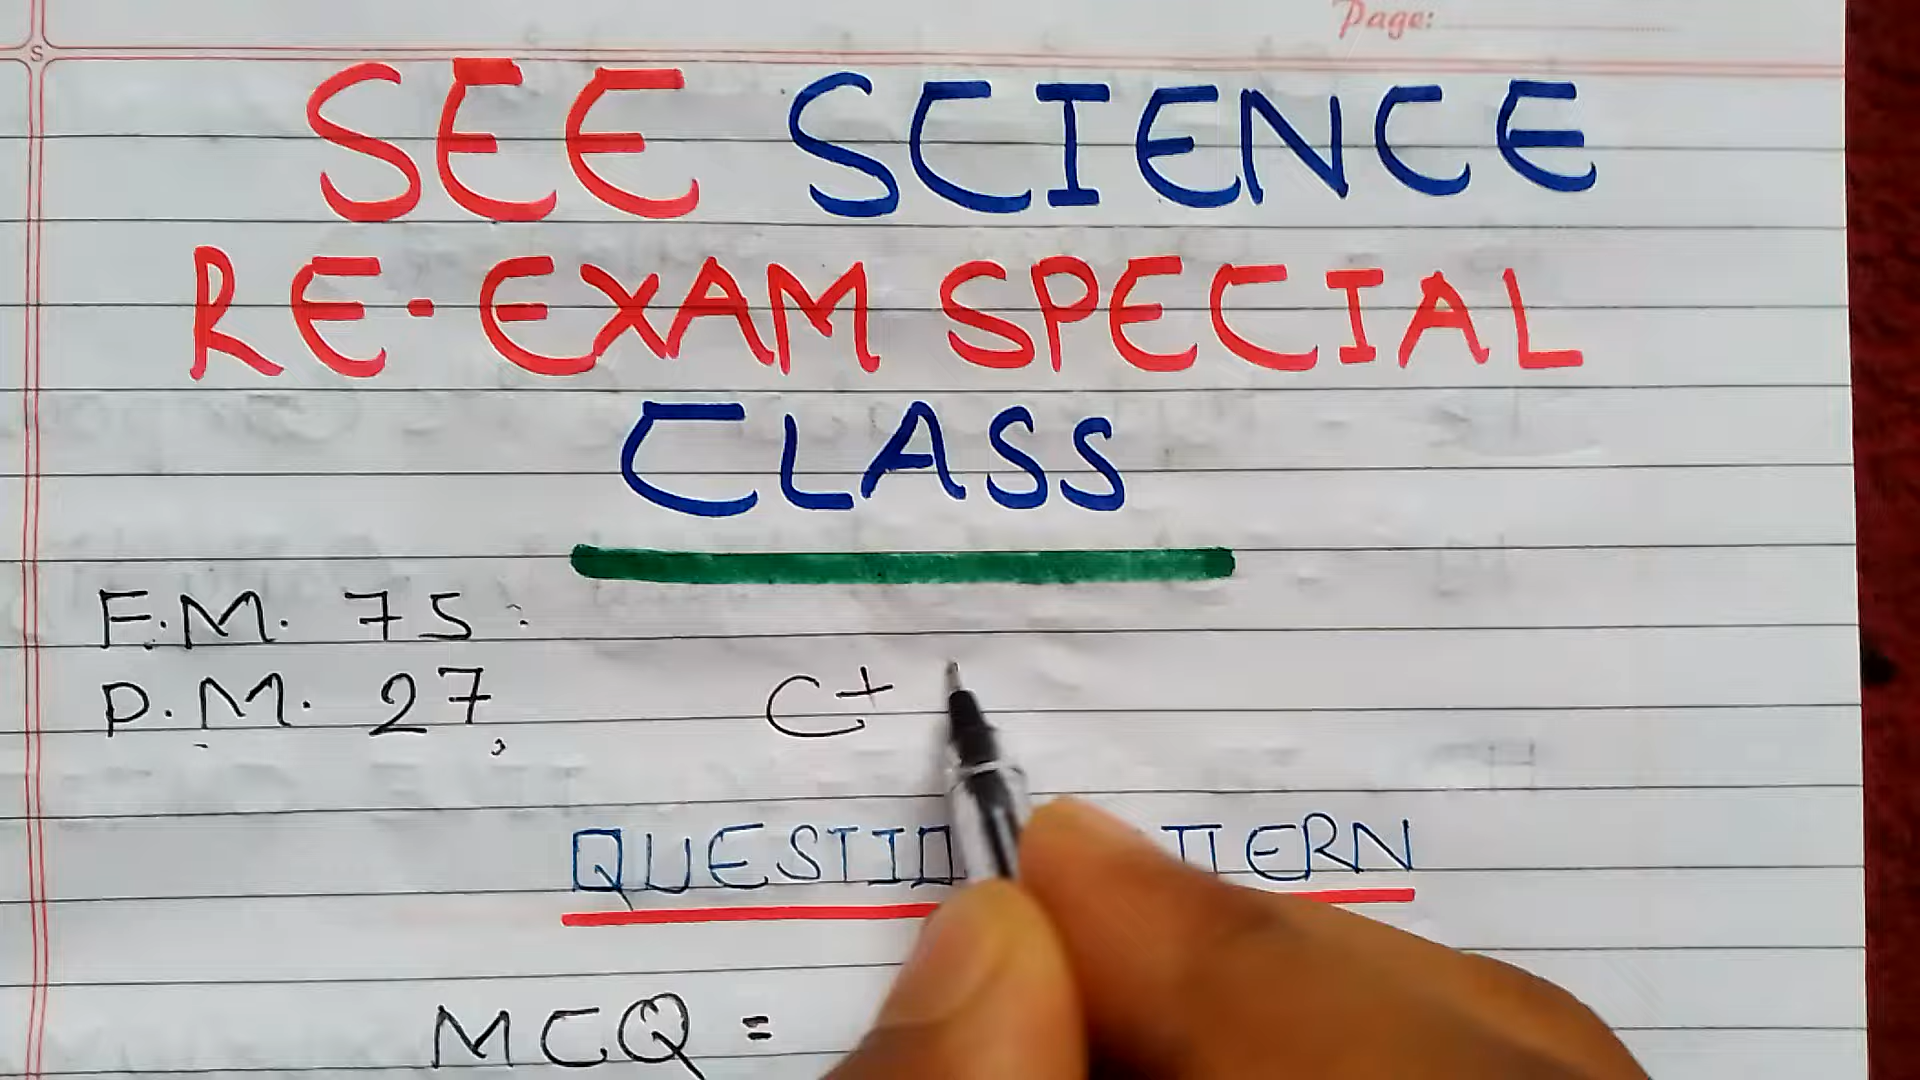 Page:
S
SEE SCIENCE
RE-EXAM SPECIAL
CLASS
F.M. 75
P.M. 27
C+
MCQ =